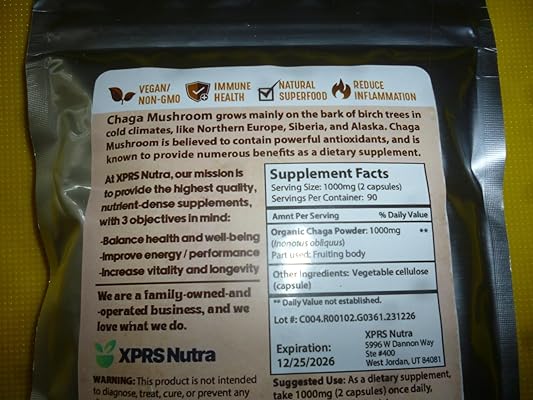 VEGAN/
NON-GMO
IMMUNE
HEALTH
NATURAL
SUPERFOOD
REDUCE
INFLAMMATION
Chaga Mushroom grows mainly on the bark of birch trees in
cold climates, like Northern Europe, Siberia, and Alaska. Chaga
Mushroom is believed to contain powerful antioxidants, and is
known to provide numerous benefits as a dietary supplement.
At XPRS Nutra, our mission is
to provide the highest quality,
nutrient-dense supplements,
with 3 objectives in mind:
-Balance health and well-being
-Improve energy / performance
-Increase vitality and longevity
We are a family-owned-and
-operated business, and we
love what we do.
XPRS Nutra
WARNING: This product is not intended
to diagnose, treat, cure, or prevent any
Supplement Facts
Serving Size: 1000mg (2 capsules)
Servings Per Container: 90
Amnt Per Serving % Daily Value
Organic Chaga Powder: 1000mg **
(Inonotus obliquus)
Part used: Fruiting body
Other Ingredients: Vegetable cellulose
(capsule)
** Daily Value not established.
Lot #: C004.R00102.G0361.231226
Expiration:
12/25/2026
XPRS Nutra
5996 W Dannon Way
Ste #400
West Jordan, UT 84081
Suggested Use: As a dietary supplement,
take 1000mg (2 capsules) once daily,